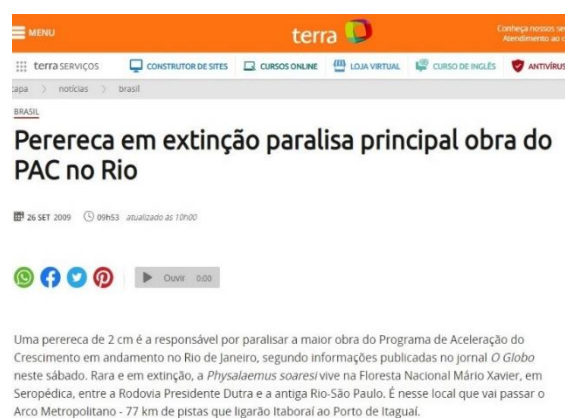 MENU
terra
Conheça nossos se
Atendimento ao c
terra SERVIÇOS
CONSTRUTOR DE SITES
CURSOS ONLINE
LOJA VIRTUAL
CURSO DE INGLÊS
ANTIVÍRUS
capa > notícias > brasil
BRASIL
Perereca em extinção paralisa principal obra do
PAC no Rio
26 SET 2009 09h53 atualizado às 10h00
Ouvir 0:00
Uma perereca de 2 cm é a responsável por paralisar a maior obra do Programa de Aceleração do
Crescimento em andamento no Rio de Janeiro, segundo informações publicadas no jornal O Globo
neste sábado. Rara e em extinção, a Physalaemus soaresi vive na Floresta Nacional Mário Xavier, em
Seropédica, entre a Rodovia Presidente Dutra e a antiga Rio-São Paulo. É nesse local que vai passar o
Arco Metropolitano - 77 km de pistas que ligarão Itaboraí ao Porto de Itaguaí.